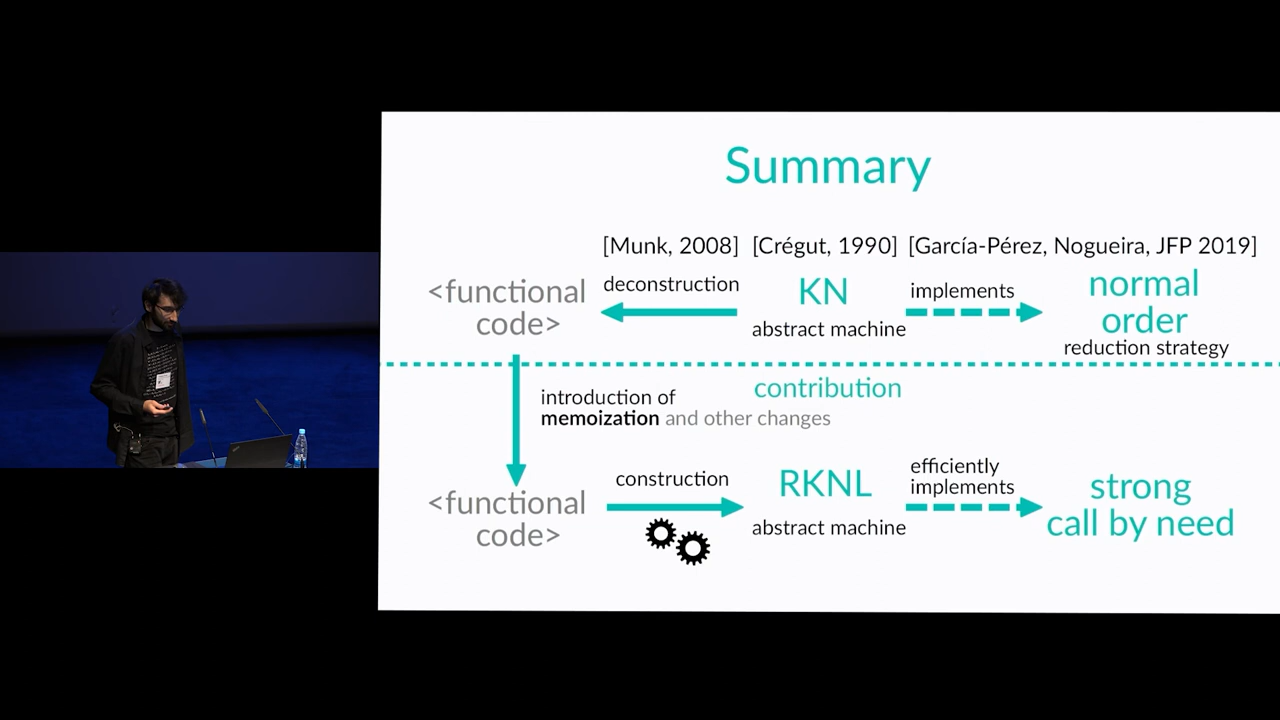 Summary
[Munk, 2008] [Crégut, 1990] [García-Pérez, Nogueira, JFP 2019]
<functional
code>
deconstruction
KN
abstract machine
implements
normal
order
reduction strategy
contribution
introduction of
memoization and other changes
<functional
code>
construction
RKNL
abstract machine
efficiently
implements
strong
call by need